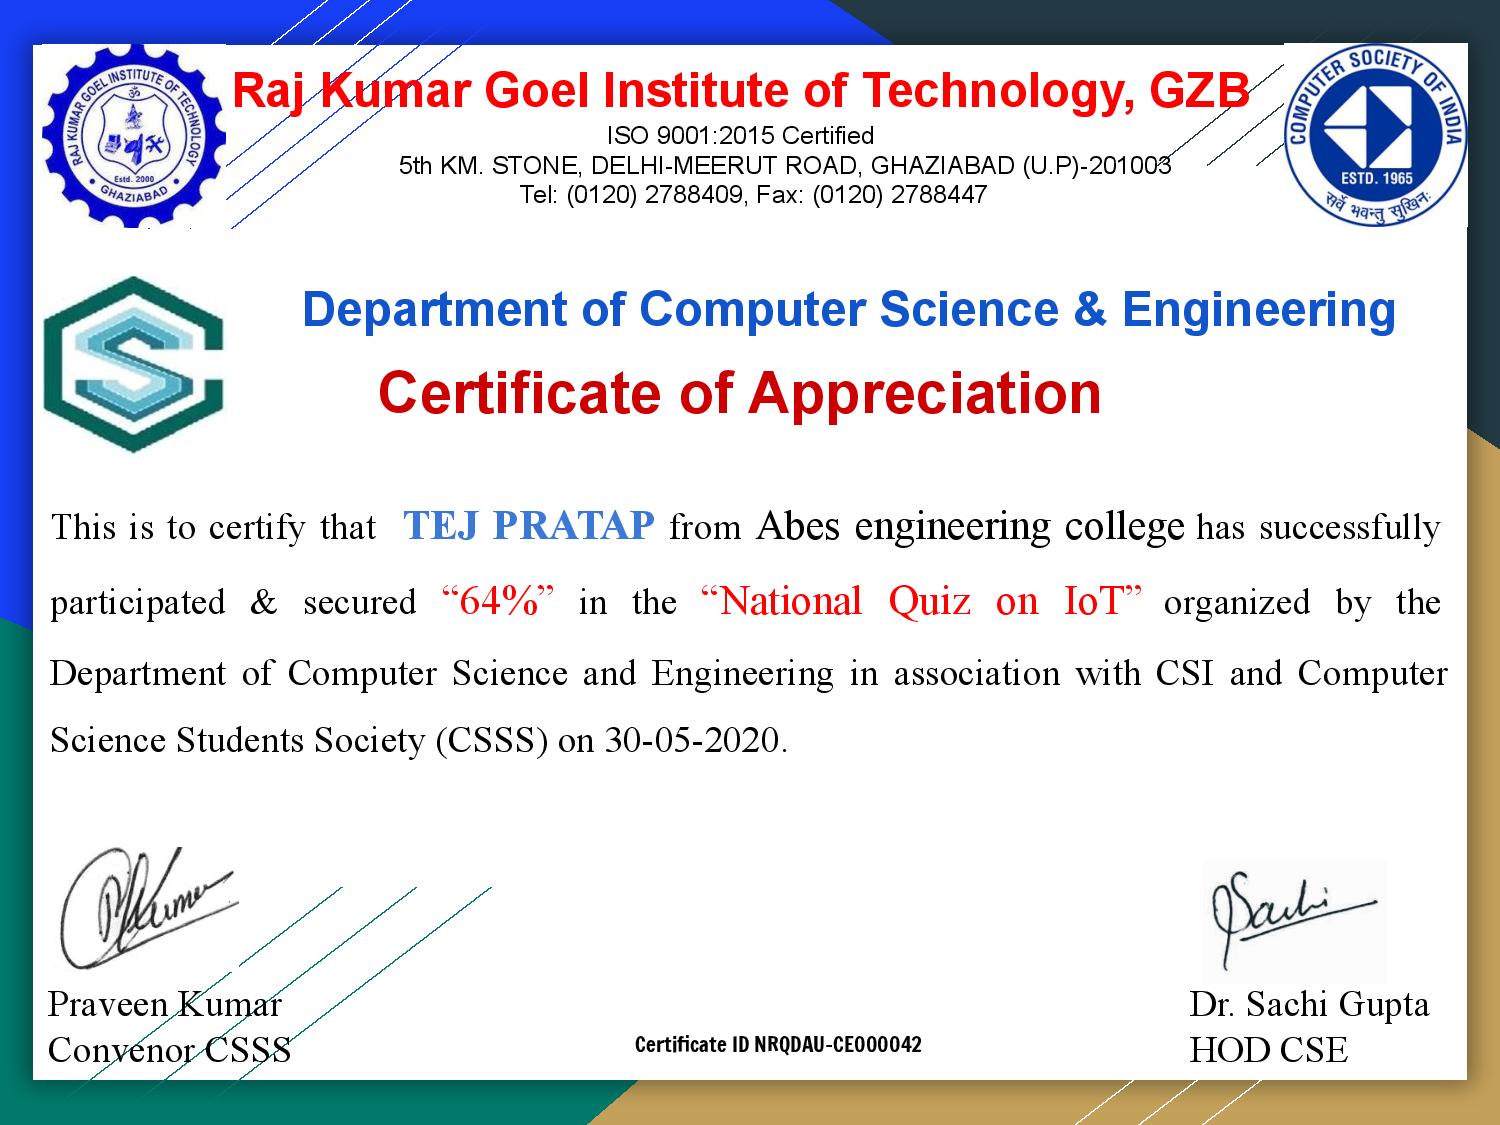 RAJ KUMAR GOEL INSTITUTE OF TECHNOLOGY
Estd. 2000
GHAZIABAD
Raj Kumar Goel Institute of Technology, GZB
ISO 9001:2015 Certified
5th KM. STONE, DELHI-MEERUT ROAD, GHAZIABAD (U.P)-201003
Tel: (0120) 2788409, Fax: (0120) 2788447
COMPUTER SOCIETY OF INDIA
ESTD. 1965
सर्वे भवन्तु सुखिनः
Department of Computer Science & Engineering
Certificate of Appreciation
This is to certify that TEJ PRATAP from Abes engineering college has successfully
participated & secured “64%” in the “National Quiz on IoT” organized by the
Department of Computer Science and Engineering in association with CSI and Computer
Science Students Society (CSSS) on 30-05-2020.
PKumar
Sachi
Praveen Kumar
Convenor CSSS
Certificate ID NRQDAU-CE000042
Dr. Sachi Gupta
HOD CSE